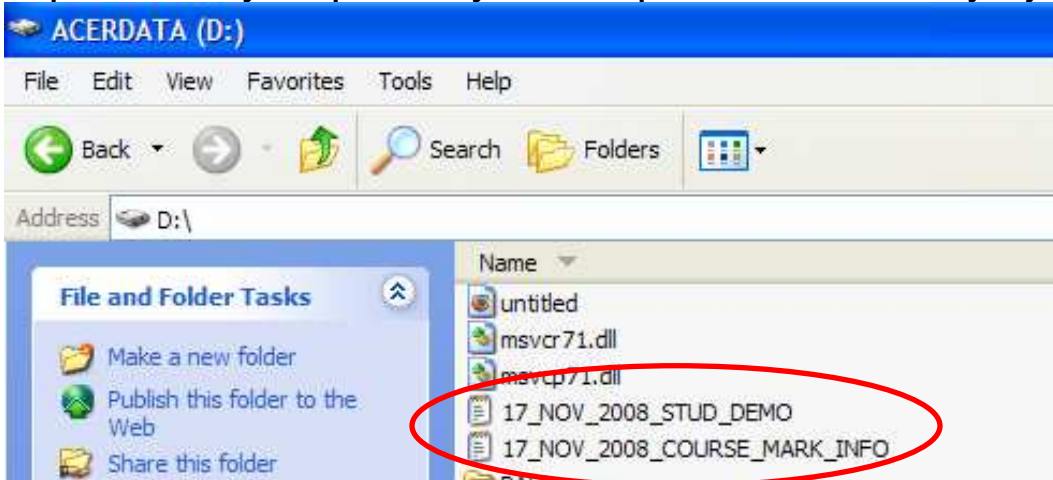 ACERDATA (D:)
File Edit View Favorites Tools Help
Back Search Folders
Address D:\
Name
File and Folder Tasks
untitled
msvcr71.dll
Make a new folder
msvcp71.dll
Publish this folder to the Web
17_NOV_2008_STUD_DEMO
17_NOV_2008_COURSE_MARK_INFO
Share this folder